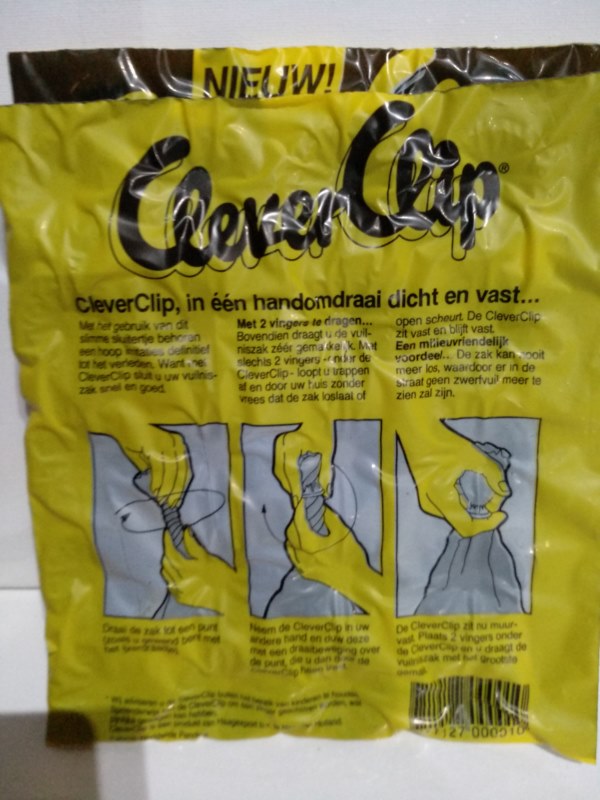 NIEUW!
CleverClip®
CleverClip, in één handomdraai dicht en vast...
Met het gebruik van dit
slimme sluitertje behoren
een hoop irritaties definitief
tot het verleden. Want met
CleverClip sluit u uw vuilnis-
zak snel en goed.
Met 2 vingers te dragen...
Bovendien draagt u de vuil-
niszak zéér gemakkelijk. Met
slechts 2 vingers - onder de
CleverClip - loopt u trappen
af en door uw huis zonder
vrees dat de zak loslaat of
open scheurt. De CleverClip
zit vast en blijft vast.
Een milieuvriendelijk
voordeel... De zak kan nooit
meer los, waardoor er in de
straat geen zwerfvuil meer te
zien zal zijn.
Draai de zak tot een punt
Neem de CleverClip in uw
andere hand en duw deze
met een draaibeweging over
de punt, die u dan door de
CleverClip
De CleverClip zit nu muur-
vast. Plaats 2 vingers onder
de CleverClip en u draagt de
vuilniszak met het grootste
gemak.